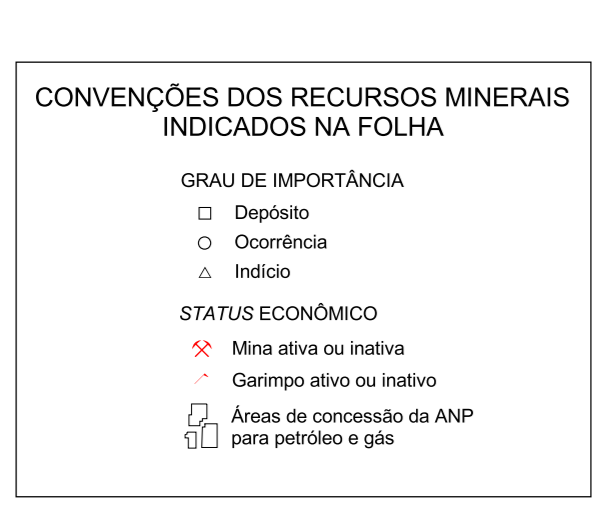 CONVENÇÕES DOS RECURSOS MINERAIS
INDICADOS NA FOLHA
GRAU DE IMPORTÂNCIA
Depósito
Ocorrência
Indício
STATUS ECONÔMICO
Mina ativa ou inativa
Garimpo ativo ou inativo
Áreas de concessão da ANP
para petróleo e gás